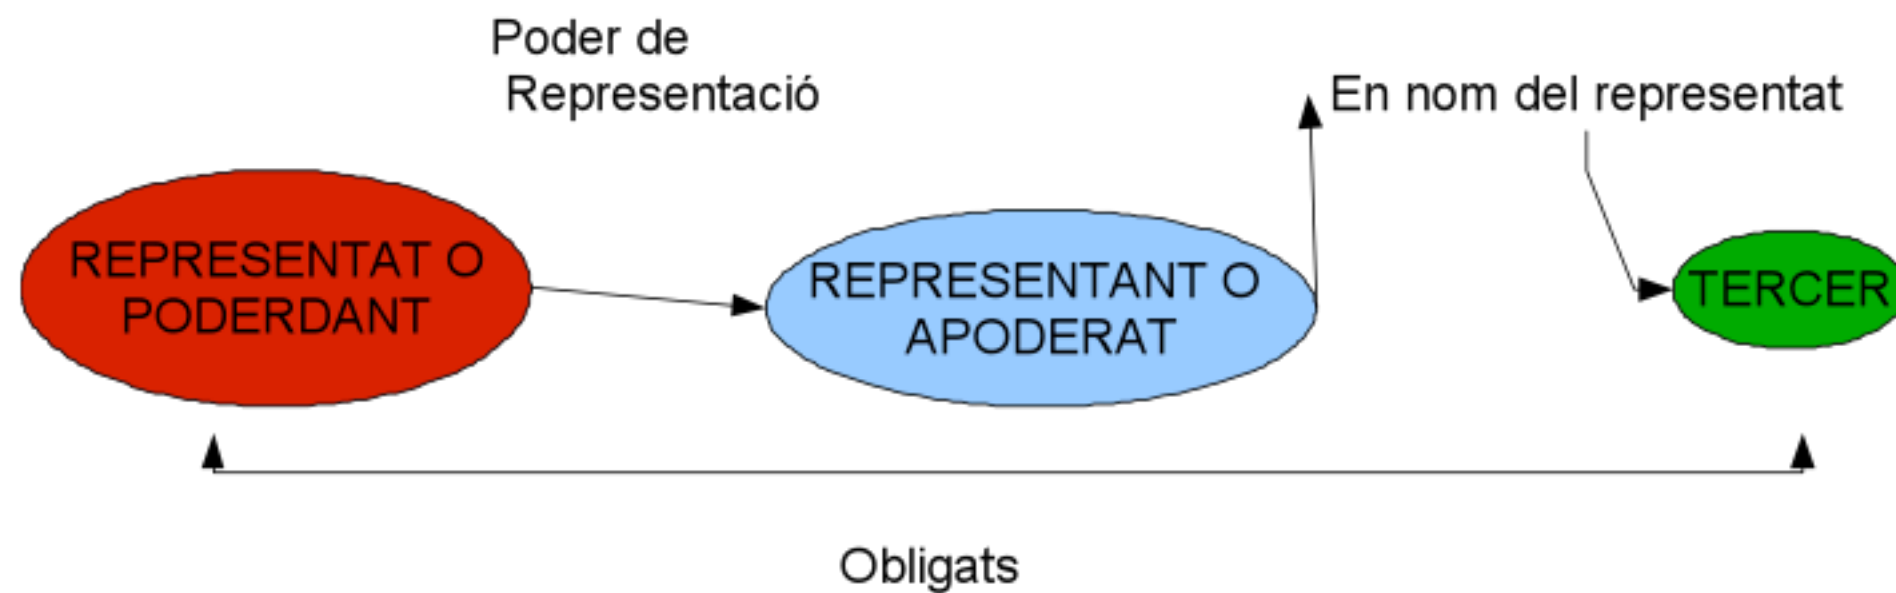 Poder de
Representació
En nom del representat
REPRESENTAT O
PODERDANT
REPRESENTANT O
APODERAT
TERCER
Obligats